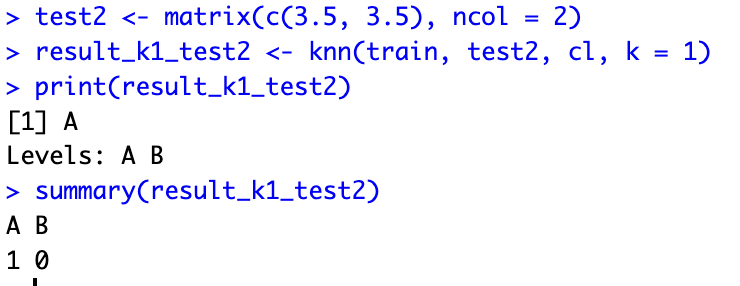 > test2 <- matrix(c(3.5, 3.5), ncol = 2)
> result_k1_test2 <- knn(train, test2, cl, k = 1)
> print(result_k1_test2)
[1] A
Levels: A B
> summary(result_k1_test2)
A B
1 0